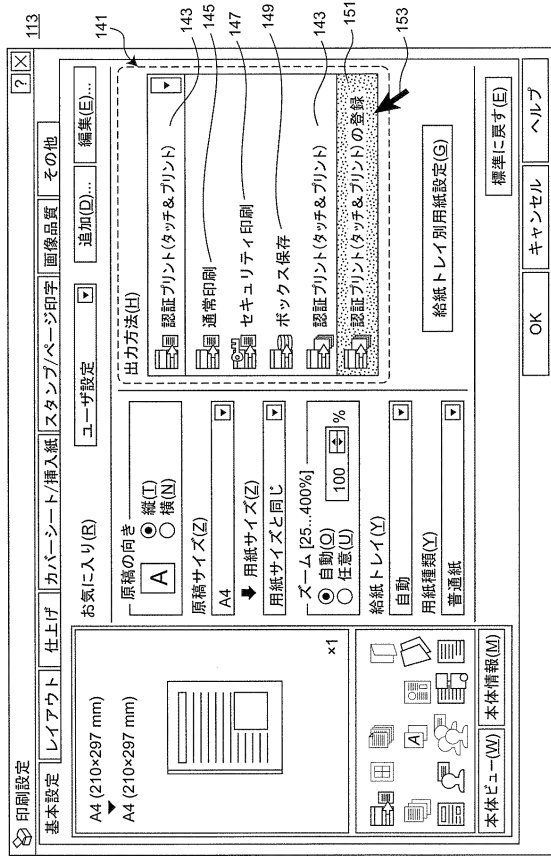 113
印刷設定
? X
基本設定 レイアウト 仕上げ カバーシート/挿入紙 スタンプ/ページ印字 画像品質 その他
お気に入り(R) ユーザ設定 追加(D)... 編集(E)...
A4 (210×297 mm)
A4 (210×297 mm)
×1
本体ビュー(W) 本体情報(M)
原稿の向き
A
縦(T)
横(N)
原稿サイズ(Z)
A4
用紙サイズ(Z)
用紙サイズと同じ
ズーム [25...400%]
自動(O)
任意(U)
100 %
給紙トレイ(Y)
自動
用紙種類(Y)
普通紙
出力方法(H)
認証プリント(タッチ&プリント)
通常印刷
セキュリティ印刷
ボックス保存
認証プリント(タッチ&プリント)
認証プリント(タッチ&プリント)の登録
給紙トレイ別用紙設定(G)
標準に戻す(E)
OK キャンセル ヘルプ
141
143
145
147
149
143
151
153